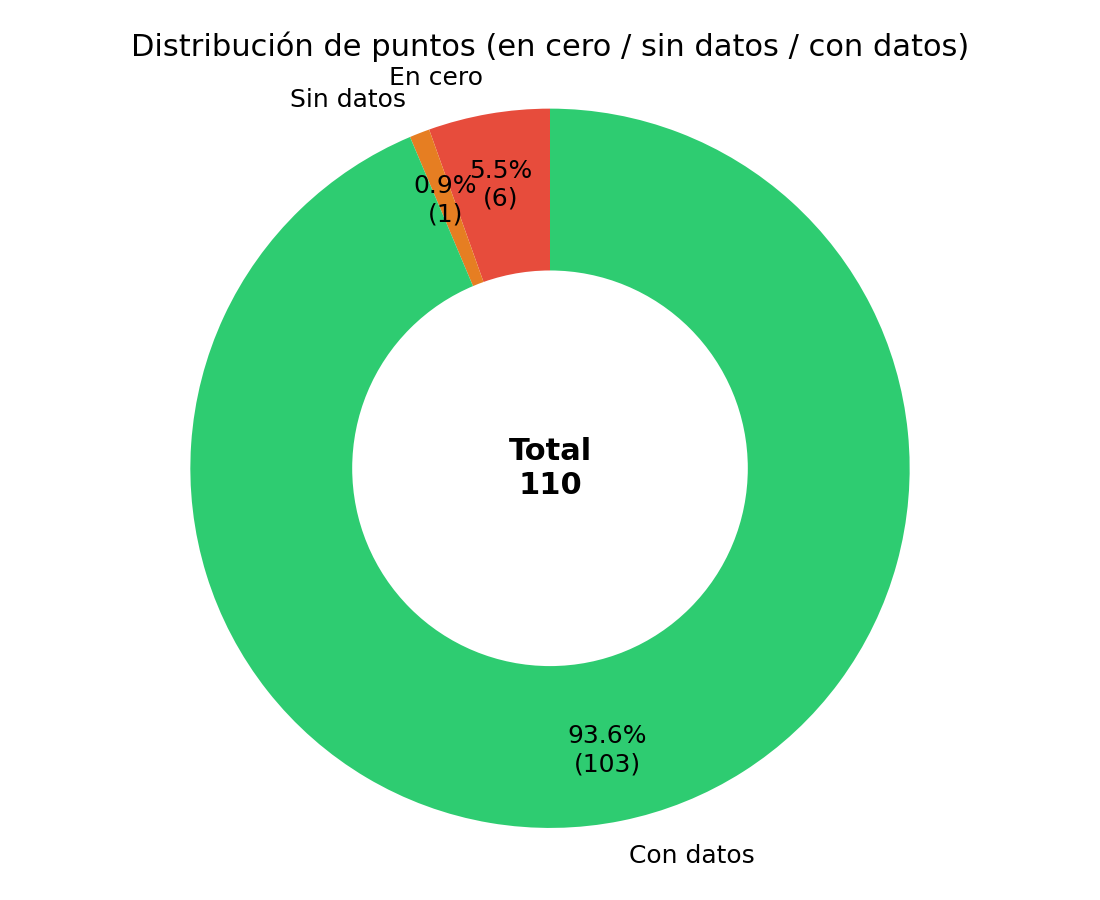 Distribución de puntos (en cero / sin datos / con datos)
En cero
Sin datos
5.5%
(6)
0.9%
(1)
Total
110
93.6%
(103)
Con datos